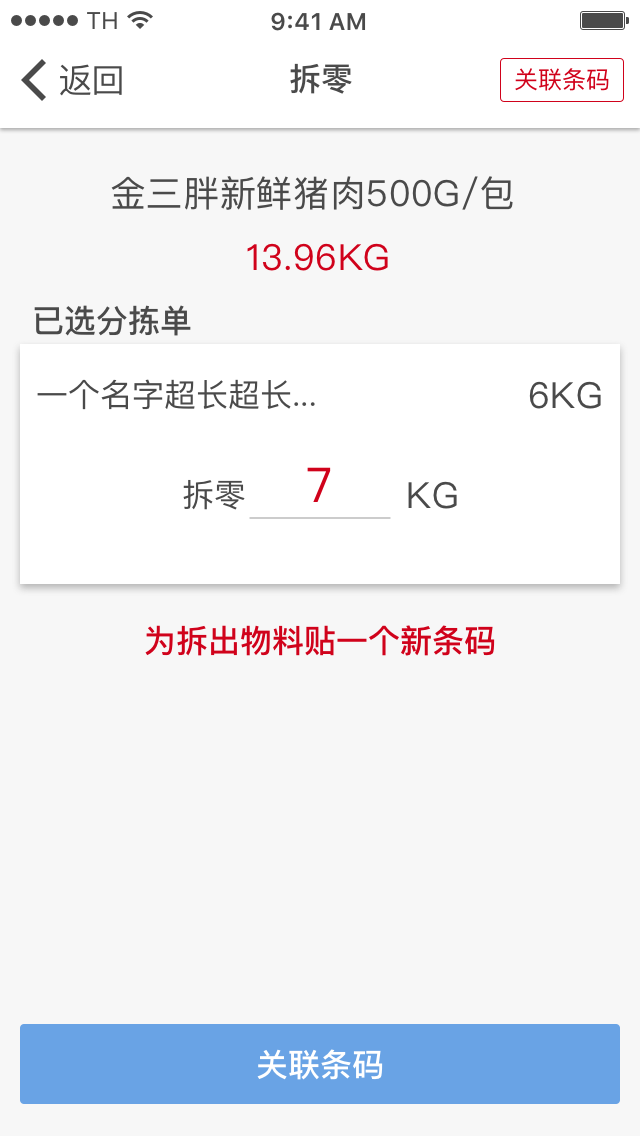 TH 9:41 AM
返回 拆零 关联条码
金三胖新鲜猪肉500G/包
13.96KG
已选分拣单
一个名字超长超长... 6KG
拆零 7 KG
为拆出物料贴一个新条码
关联条码